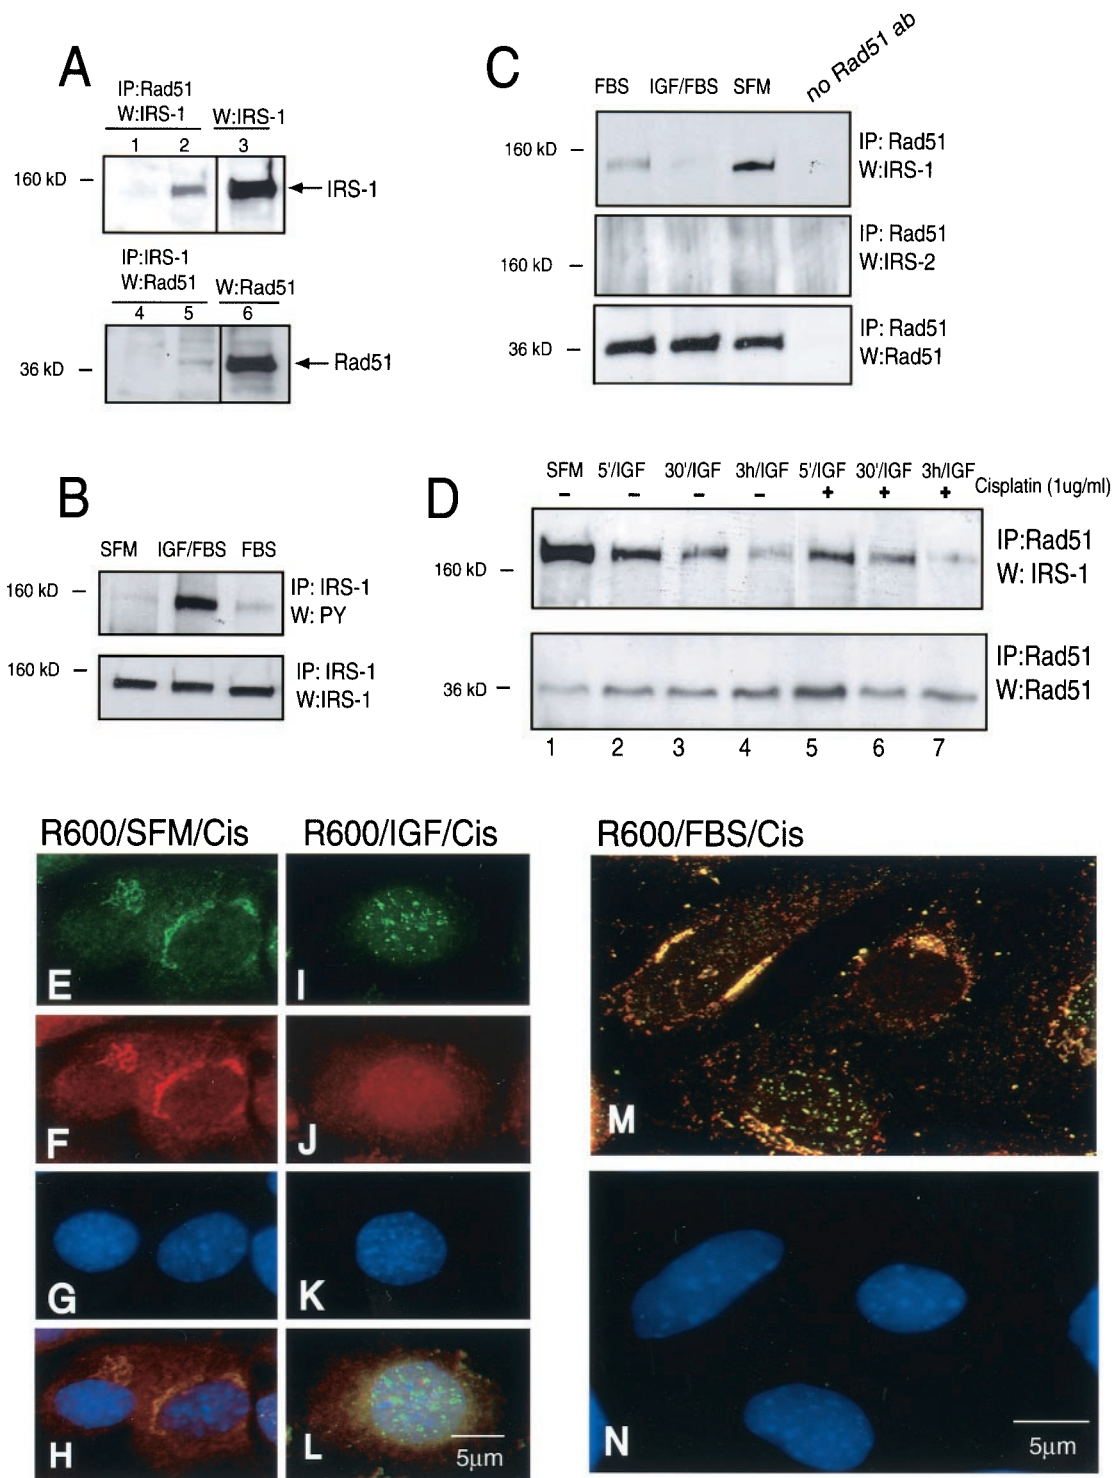 A
IP:Rad51
W:IRS-1
W:IRS-1
1 2 3
160 kD
IRS-1
IP:IRS-1
W:Rad51
W:Rad51
4 5 6
36 kD
Rad51
C
FBS IGF/FBS SFM no Rad51 ab
160 kD
IP: Rad51
W:IRS-1
IP: Rad51
W:IRS-2
160 kD
IP: Rad51
W:Rad51
36 kD
B
SFM IGF/FBS FBS
160 kD
IP: IRS-1
W: PY
160 kD
IP: IRS-1
W:IRS-1
D
SFM 5'/IGF 30'/IGF 3h/IGF 5'/IGF 30'/IGF 3h/IGF
- - - - + + + Cisplatin (1ug/ml)
IP:Rad51
W: IRS-1
160 kD
IP:Rad51
W:Rad51
36 kD
1 2 3 4 5 6 7
R600/SFM/Cis R600/IGF/Cis R600/FBS/Cis
E I
F J M
G K
H L N
5µm 5µm